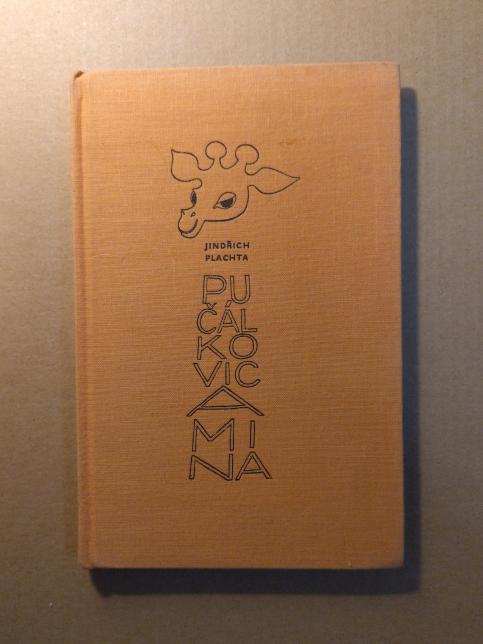 JINDŘICH
PLACHTA
PU
ČÁL
KO
VIC
A
MI
NA